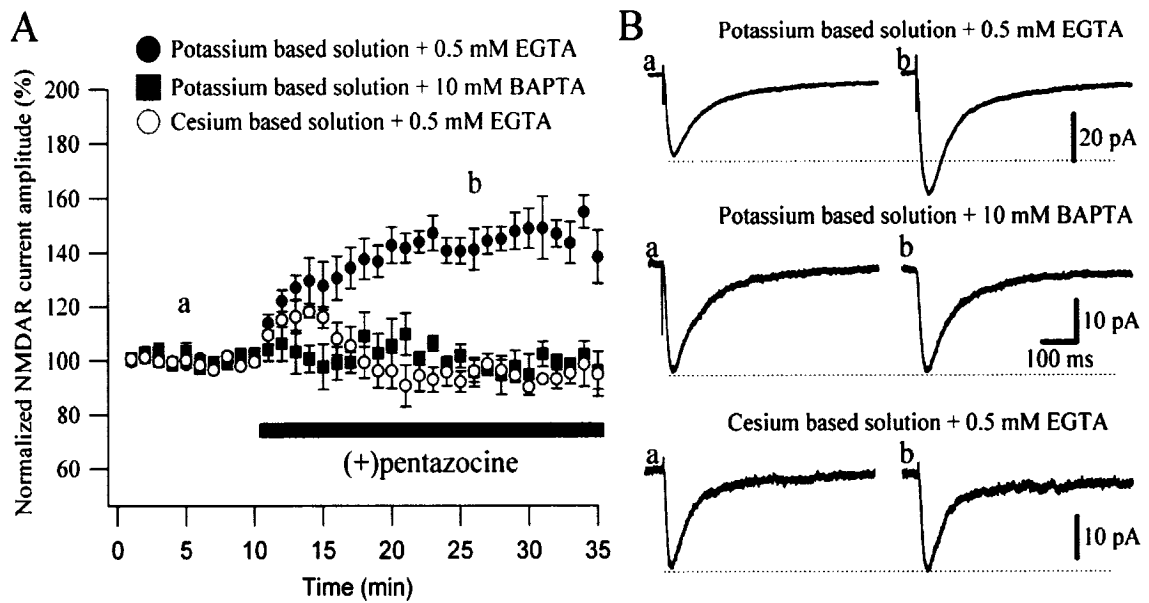 A
Potassium based solution + 0.5 mM EGTA
Potassium based solution + 10 mM BAPTA
Cesium based solution + 0.5 mM EGTA
Normalized NMDAR current amplitude (%)
200
180
160
140
120
100
80
60
a
b
(+)pentazocine
0
5
10
15
20
25
30
35
Time (min)
B
Potassium based solution + 0.5 mM EGTA
a
b
20 pA
Potassium based solution + 10 mM BAPTA
a
b
10 pA
100 ms
Cesium based solution + 0.5 mM EGTA
a
b
10 pA